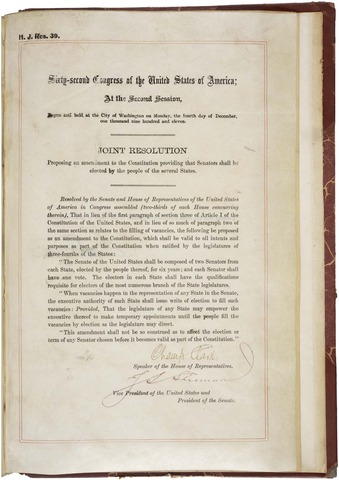 H. J. Res. 39.
Sixty-second Congress of the United States of America;
At the Second Session,
Begun and held at the City of Washington on Monday, the fourth day of December,
one thousand nine hundred and eleven.
JOINT RESOLUTION
Proposing an amendment to the Constitution providing that Senators shall be
elected by the people of the several States.
Resolved by the Senate and House of Representatives of the United States
of America in Congress assembled (two-thirds of each House concurring
therein), That in lieu of the first paragraph of section three of Article I of the
Constitution of the United States, and in lieu of so much of paragraph two of
the same section as relates to the filling of vacancies, the following be proposed
as an amendment to the Constitution, which shall be valid to all intents and
purposes as part of the Constitution when ratified by the legislatures of
three-fourths of the States:
"The Senate of the United States shall be composed of two Senators from
each State, elected by the people thereof, for six years; and each Senator shall
have one vote. The electors in each State shall have the qualifications
requisite for electors of the most numerous branch of the State legislatures.
"When vacancies happen in the representation of any State in the Senate,
the executive authority of such State shall issue writs of election to fill such
vacancies: Provided, That the legislature of any State may empower the
executive thereof to make temporary appointments until the people fill the
vacancies by election as the legislature may direct.
"This amendment shall not be so construed as to affect the election or
term of any Senator chosen before it becomes valid as part of the Constitution."
Champ Clark
Speaker of the House of Representatives.
J S Sherman
Vice President of the United States and
President of the Senate.